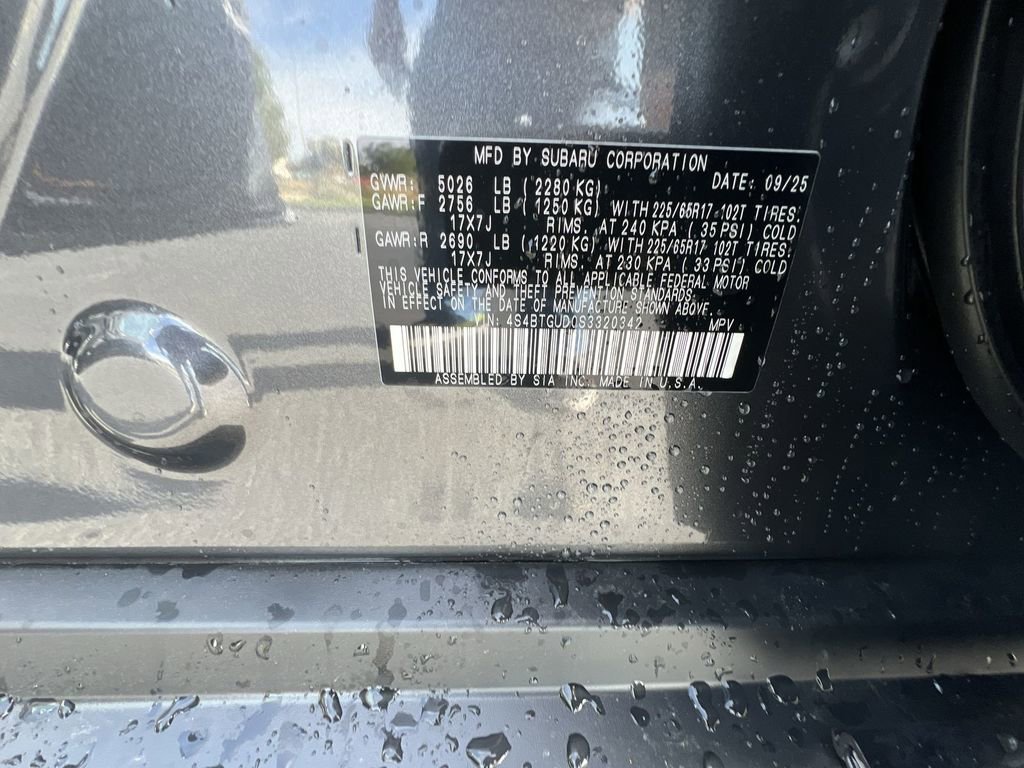 MFD BY SUBARU CORPORATION
DATE: 09/25
GVWR: 5026 LB ( 2280 KG)
GAWR:F 2756 LB ( 1250 KG) WITH 225/65R17 102T TIRES,
17X7J RIMS, AT 240 KPA ( 35 PSI) COLD
GAWR:R 2690 LB ( 1220 KG) WITH 225/65R17 102T TIRES,
17X7J RIMS, AT 230 KPA ( 33 PSI) COLD
THIS VEHICLE CONFORMS TO ALL APPLICABLE FEDERAL MOTOR
VEHICLE SAFETY AND THEFT PREVENTION STANDARDS
IN EFFECT ON THE DATE OF MANUFACTURE SHOWN ABOVE.
4S4BTGUD0S3320342 MPV
ASSEMBLED BY SIA INC. MADE IN U.S.A.